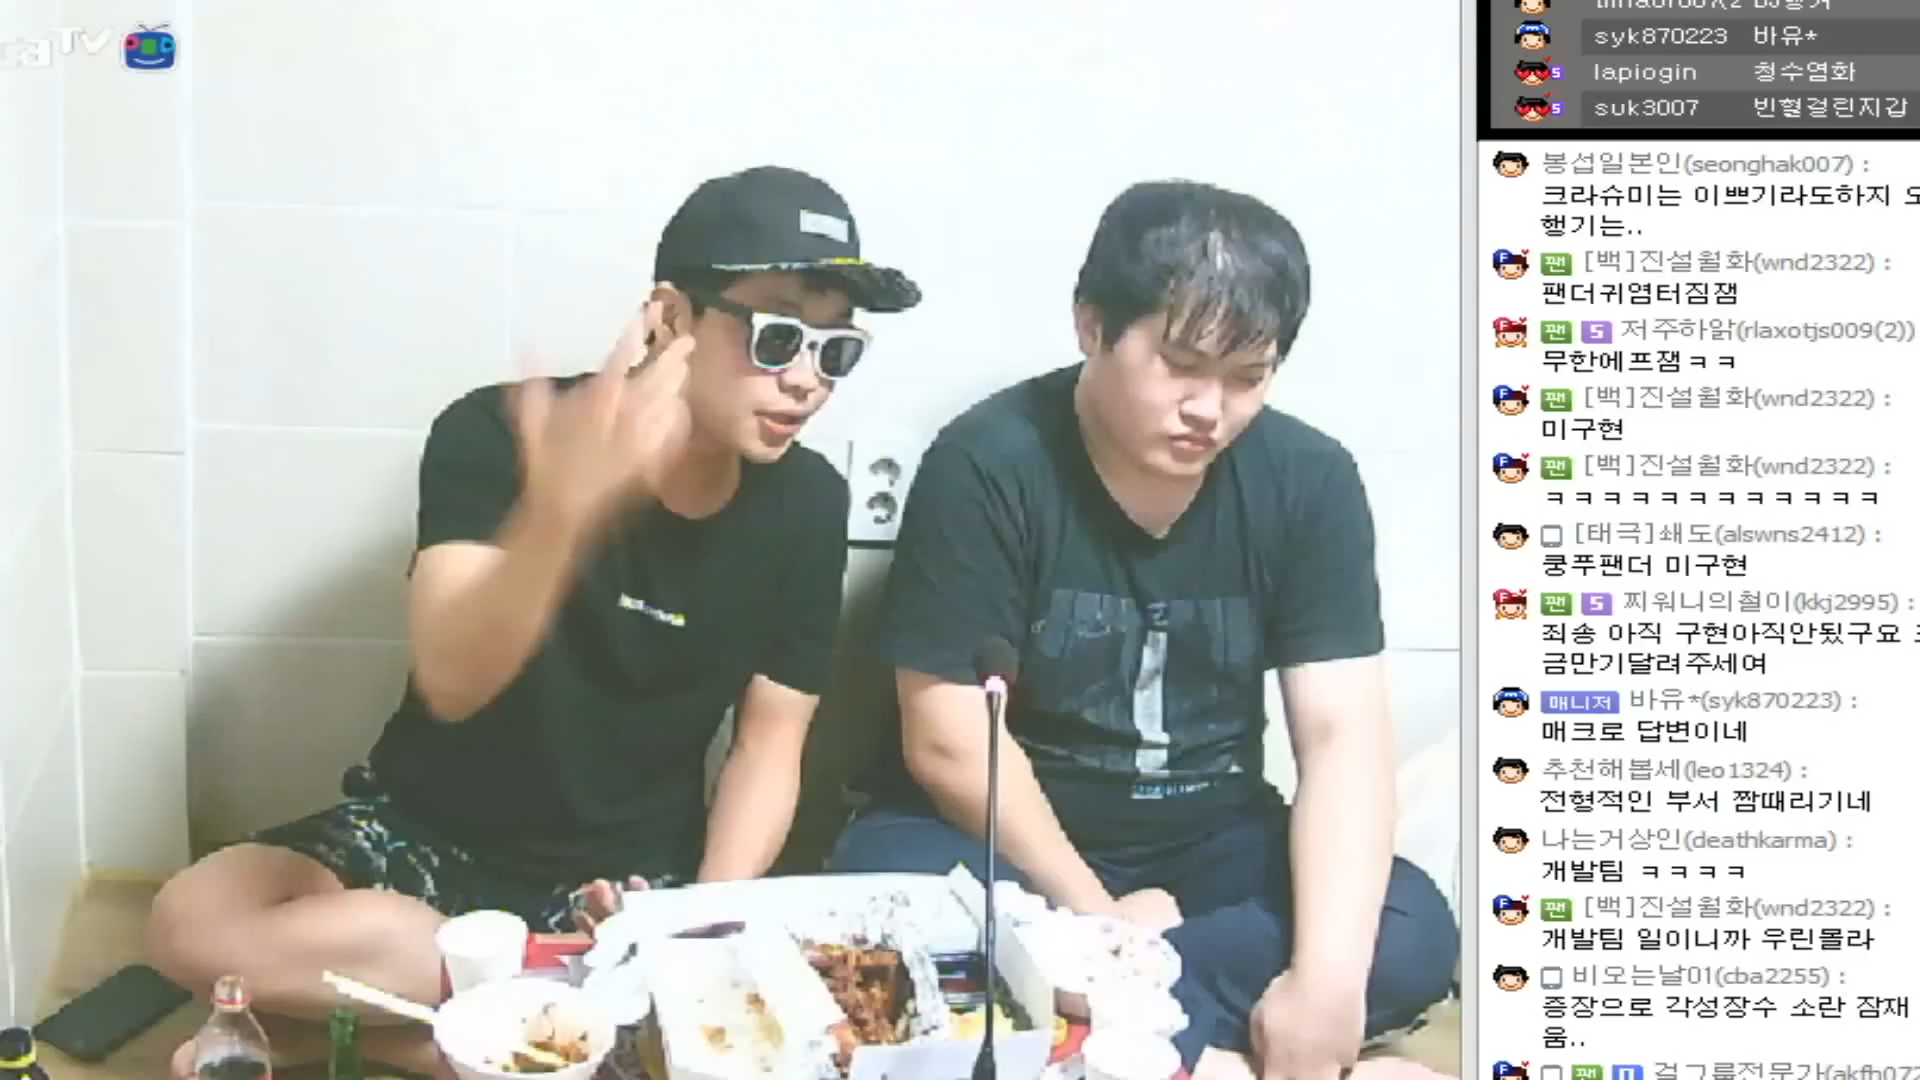 TV
syk870223 바유*
lapiogin 청수염화
suk3007 빈혈걸린지갑
봉섭일본인(seonghak007) :
크라슈미는 이쁘기라도하지
행기는..
팬 [백]진설월화(wnd2322) :
팬더귀염터짐잼
팬 S 저주하앍(rlaxotjs009(2))
무한에프잼ㅋㅋ
팬 [백]진설월화(wnd2322) :
미구현
팬 [백]진설월화(wnd2322) :
ㅋㅋㅋㅋㅋㅋㅋㅋㅋㅋㅋㅋ
[태극]쇄도(alswns2412) :
쿵푸팬더 미구현
팬 S 찌워니의철이(kkj2995) :
죄송 아직 구현아직안됬구요
금만기달려주세여
매니저 바유*(syk870223) :
매크로 답변이네
추천해봅세(leo1324) :
전형적인 부서 짬때리기네
나는거상인(deathkarma) :
개발팀 ㅋㅋㅋㅋ
팬 [백]진설월화(wnd2322) :
개발팀 일이니까 우린몰라
비오는날01(cba2255) :
증장으로 각성장수 소란 잠재
움..